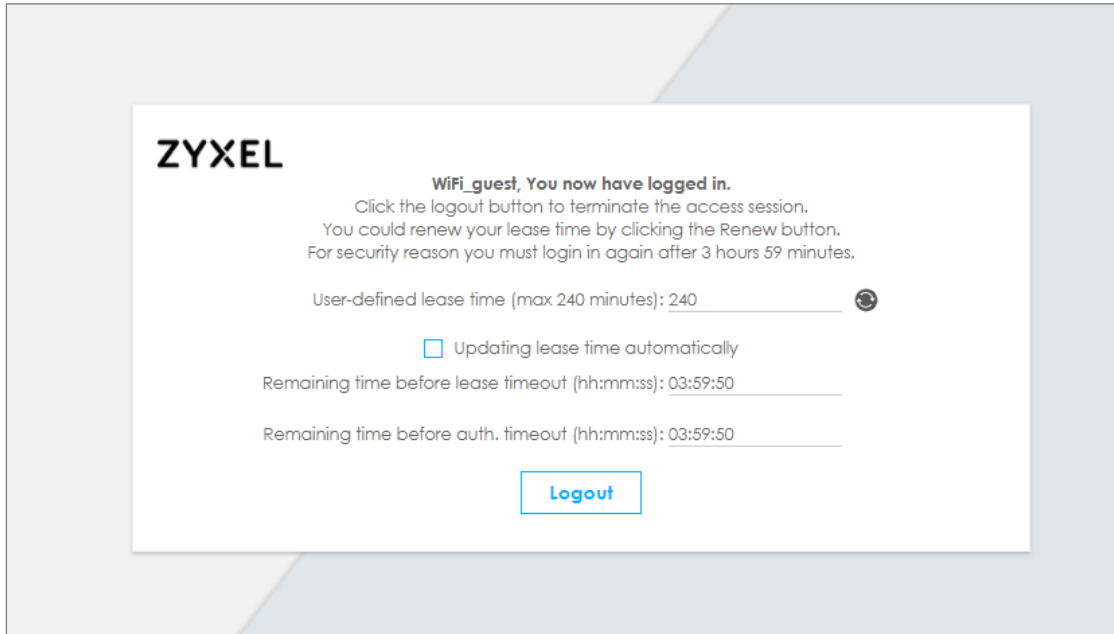 ZYXEL
WiFi_guest, You now have logged in.
Click the logout button to terminate the access session.
You could renew your lease time by clicking the Renew button.
For security reason you must login in again after 3 hours 59 minutes.
User-defined lease time (max 240 minutes): 240
Updating lease time automatically
Remaining time before lease timeout (hh:mm:ss): 03:59:50
Remaining time before auth. timeout (hh:mm:ss): 03:59:50
Logout